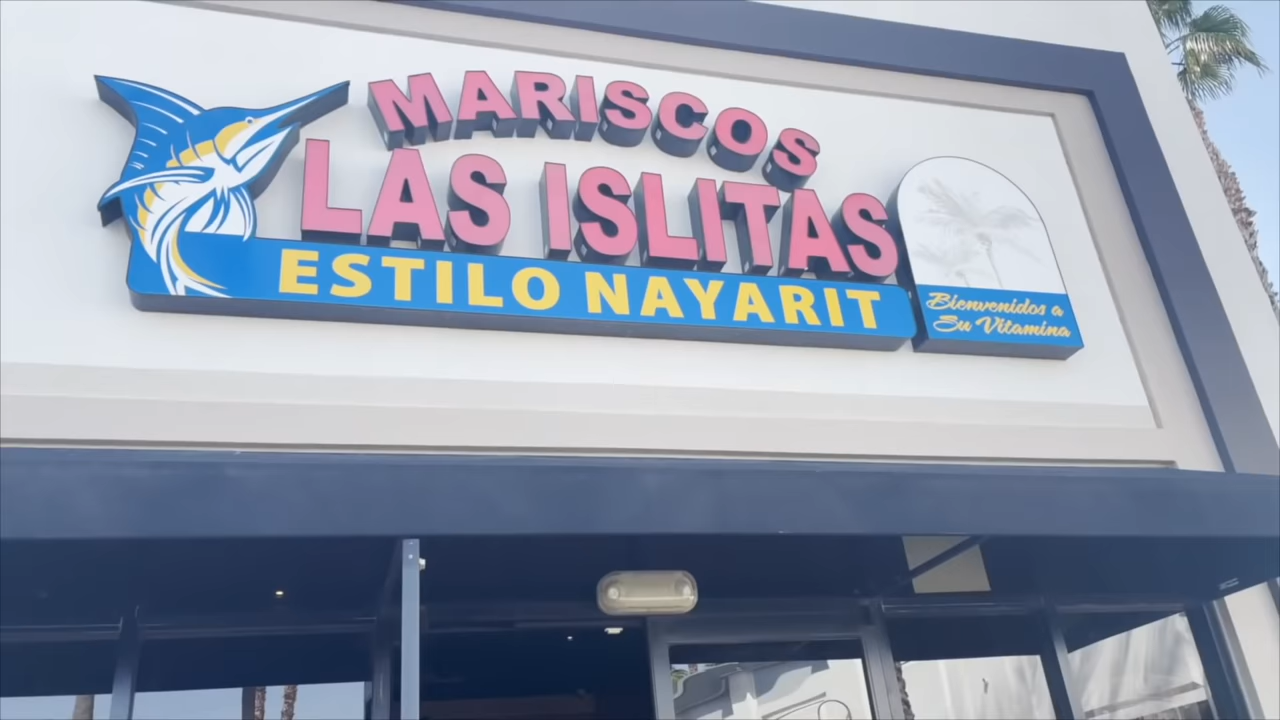 MARISCOS
LAS ISLITAS
ESTILO NAYARIT
Bienvenidos a
Su Vitamina